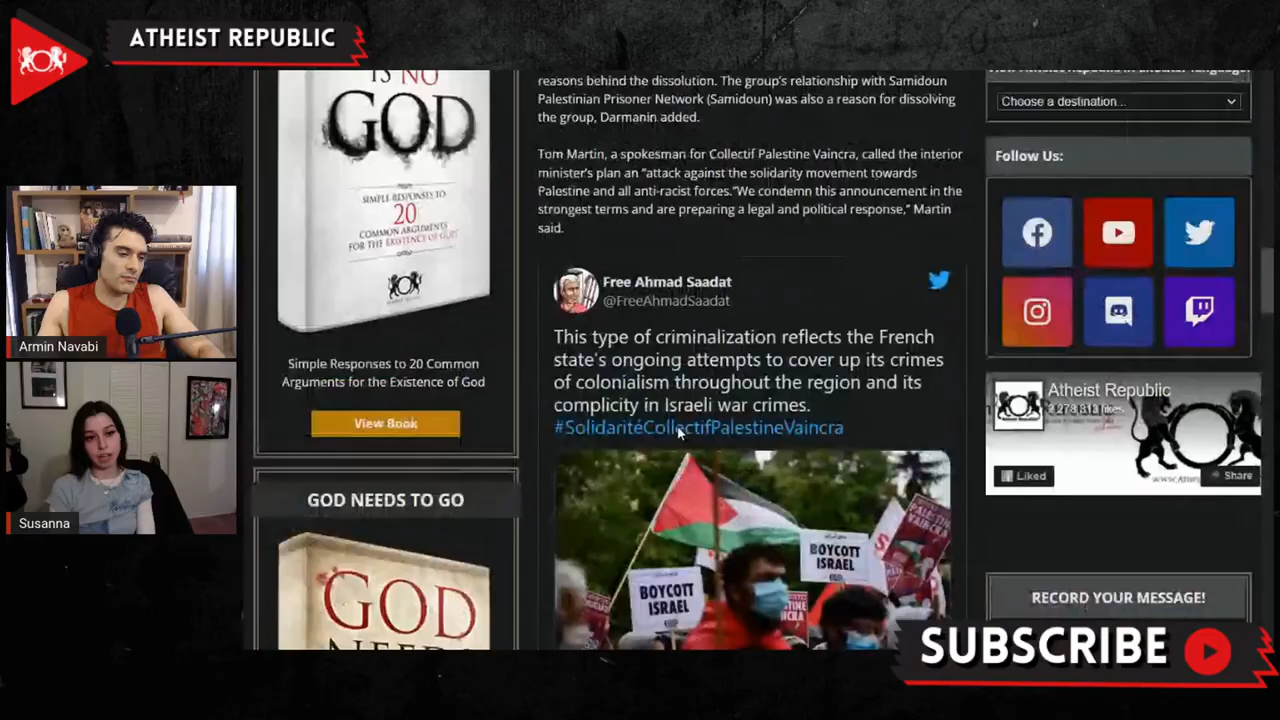 ATHEIST REPUBLIC
IS NO
GOD
SIMPLE RESPONSES TO
20
COMMON ARGUMENTS
FOR THE EXISTENCE OF GOD
Simple Responses to 20 Common
Arguments for the Existence of God
View Book
GOD NEEDS TO GO
GOD
NEEDS
reasons behind the dissolution. The group's relationship with Samidoun
Palestinian Prisoner Network (Samidoun) was also a reason for dissolving
the group, Darmanin added.
Tom Martin, a spokesman for Collectif Palestine Vaincra, called the interior
minister's plan an "attack against the solidarity movement towards
Palestine and all anti-racist forces."We condemn this announcement in the
strongest terms and are preparing a legal and political response," Martin
said.
Free Ahmad Saadat
@FreeAhmadSaadat
This type of criminalization reflects the French
state's ongoing attempts to cover up its crimes
of colonialism throughout the region and its
complicity in Israeli war crimes.
#SolidaritéCollectifPalestineVaincra
BOYCOTT
ISRAEL
BOYCOTT
ISRAEL
Choose a destination...
Follow Us:
Atheist Republic
Liked
Share
RECORD YOUR MESSAGE!
Armin Navabi
Susanna
SUBSCRIBE